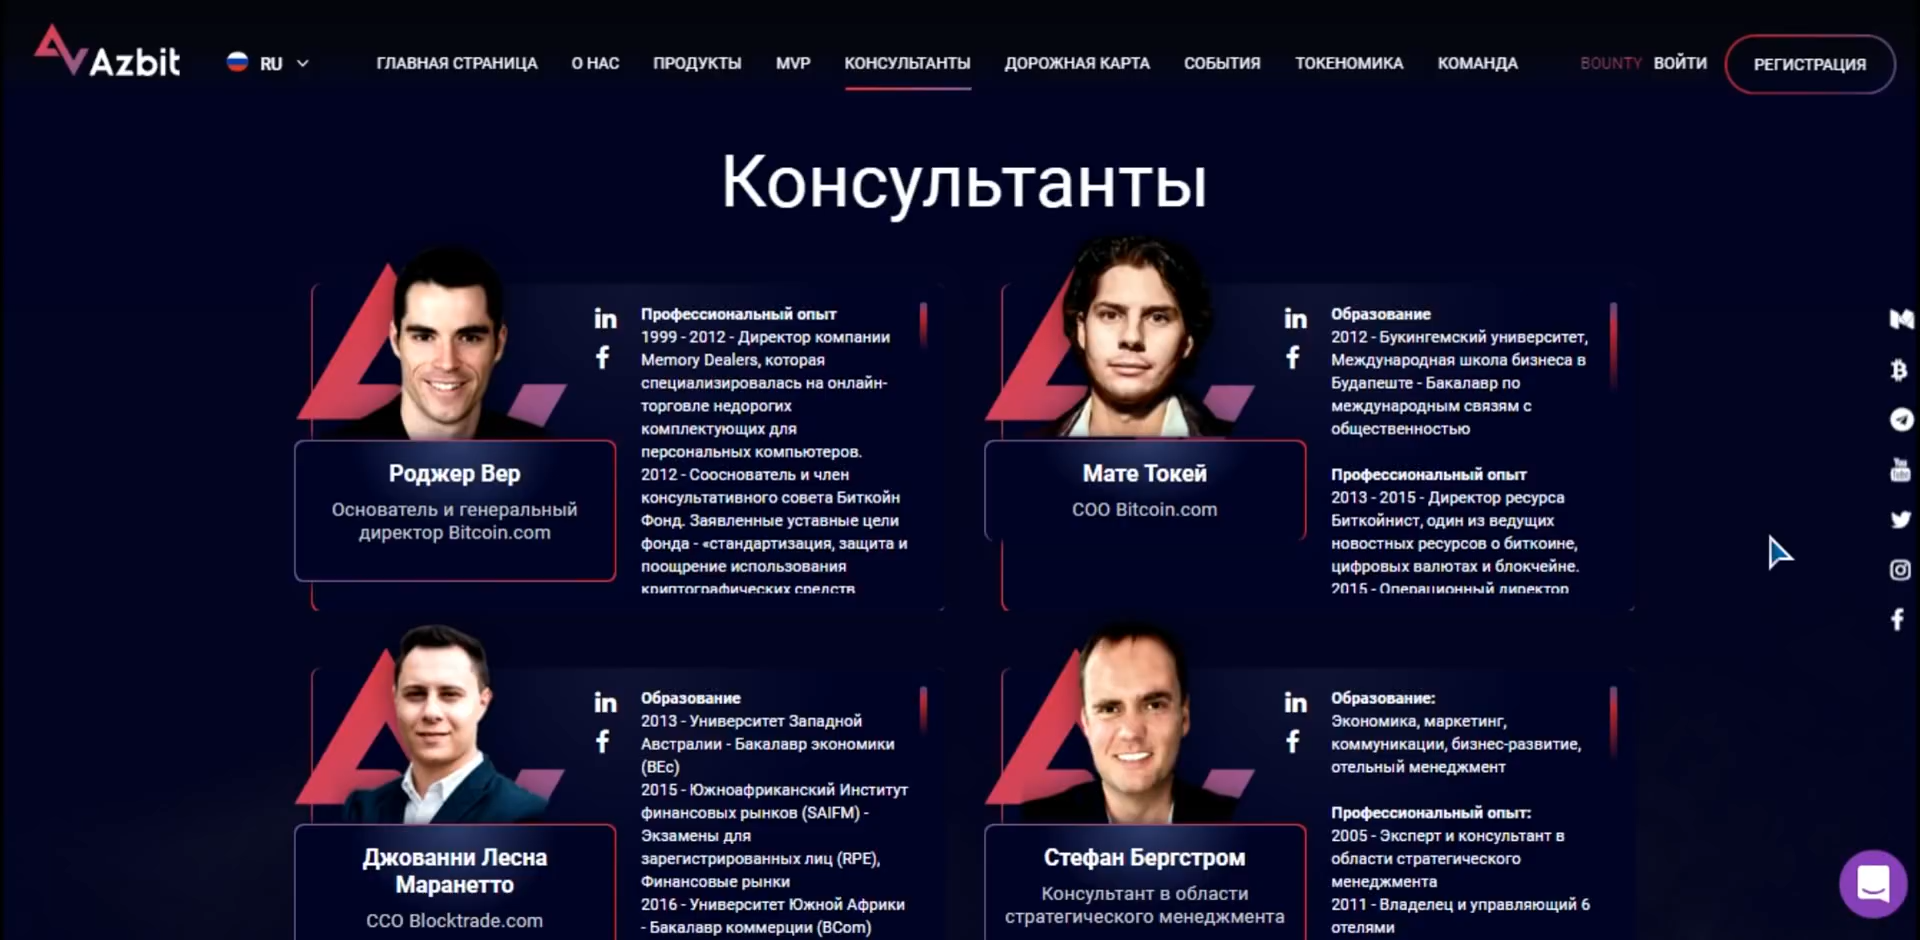 Azbit
RU
ГЛАВНАЯ СТРАНИЦА
О НАС
ПРОДУКТЫ
MVP
КОНСУЛЬТАНТЫ
ДОРОЖНАЯ КАРТА
СОБЫТИЯ
ТОКЕНОМИКА
КОМАНДА
BOUNTY
ВОЙТИ
РЕГИСТРАЦИЯ
Консультанты
Роджер Вер
Основатель и генеральный
директор Bitcoin.com
Профессиональный опыт
1999 - 2012 - Директор компании
Memory Dealers, которая
специализировалась на онлайн-
торговле недорогих
комплектующих для
персональных компьютеров.
2012 - Сооснователь и член
консультативного совета Биткойн
Фонд. Заявленные уставные цели
фонда - «стандартизация, защита и
поощрение использования
криптографических средств
Мате Токей
COO Bitcoin.com
Образование
2012 - Букингемский университет,
Международная школа бизнеса в
Будапеште - Бакалавр по
международным связям с
общественностью
Профессиональный опыт
2013 - 2015 - Директор ресурса
Биткойнист, один из ведущих
новостных ресурсов о биткоине,
цифровых валютах и блокчейне.
2015 - Операционный директор
Джованни Лесна
Маранетто
CCO Blocktrade.com
Образование
2013 - Университет Западной
Австралии - Бакалавр экономики
(BEc)
2015 - Южноафриканский Институт
финансовых рынков (SAIFM) -
Экзамены для
зарегистрированных лиц (RPE),
Финансовые рынки
2016 - Университет Южной Африки
- Бакалавр коммерции (BCom)
Стефан Бергстром
Консультант в области
стратегического менеджмента
Образование:
Экономика, маркетинг,
коммуникации, бизнес-развитие,
отельный менеджмент
Профессиональный опыт:
2005 - Эксперт и консультант в
области стратегического
менеджмента
2011 - Владелец и управляющий 6
отелями